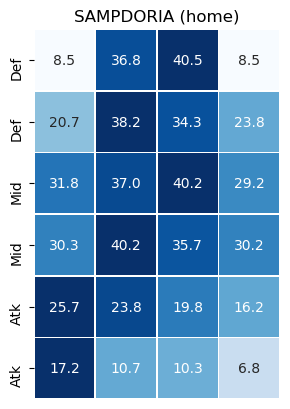 SAMPDORIA (home)
Def 8.5 36.8 40.5 8.5
Def 20.7 38.2 34.3 23.8
Mid 31.8 37.0 40.2 29.2
Mid 30.3 40.2 35.7 30.2
Atk 25.7 23.8 19.8 16.2
Atk 17.2 10.7 10.3 6.8